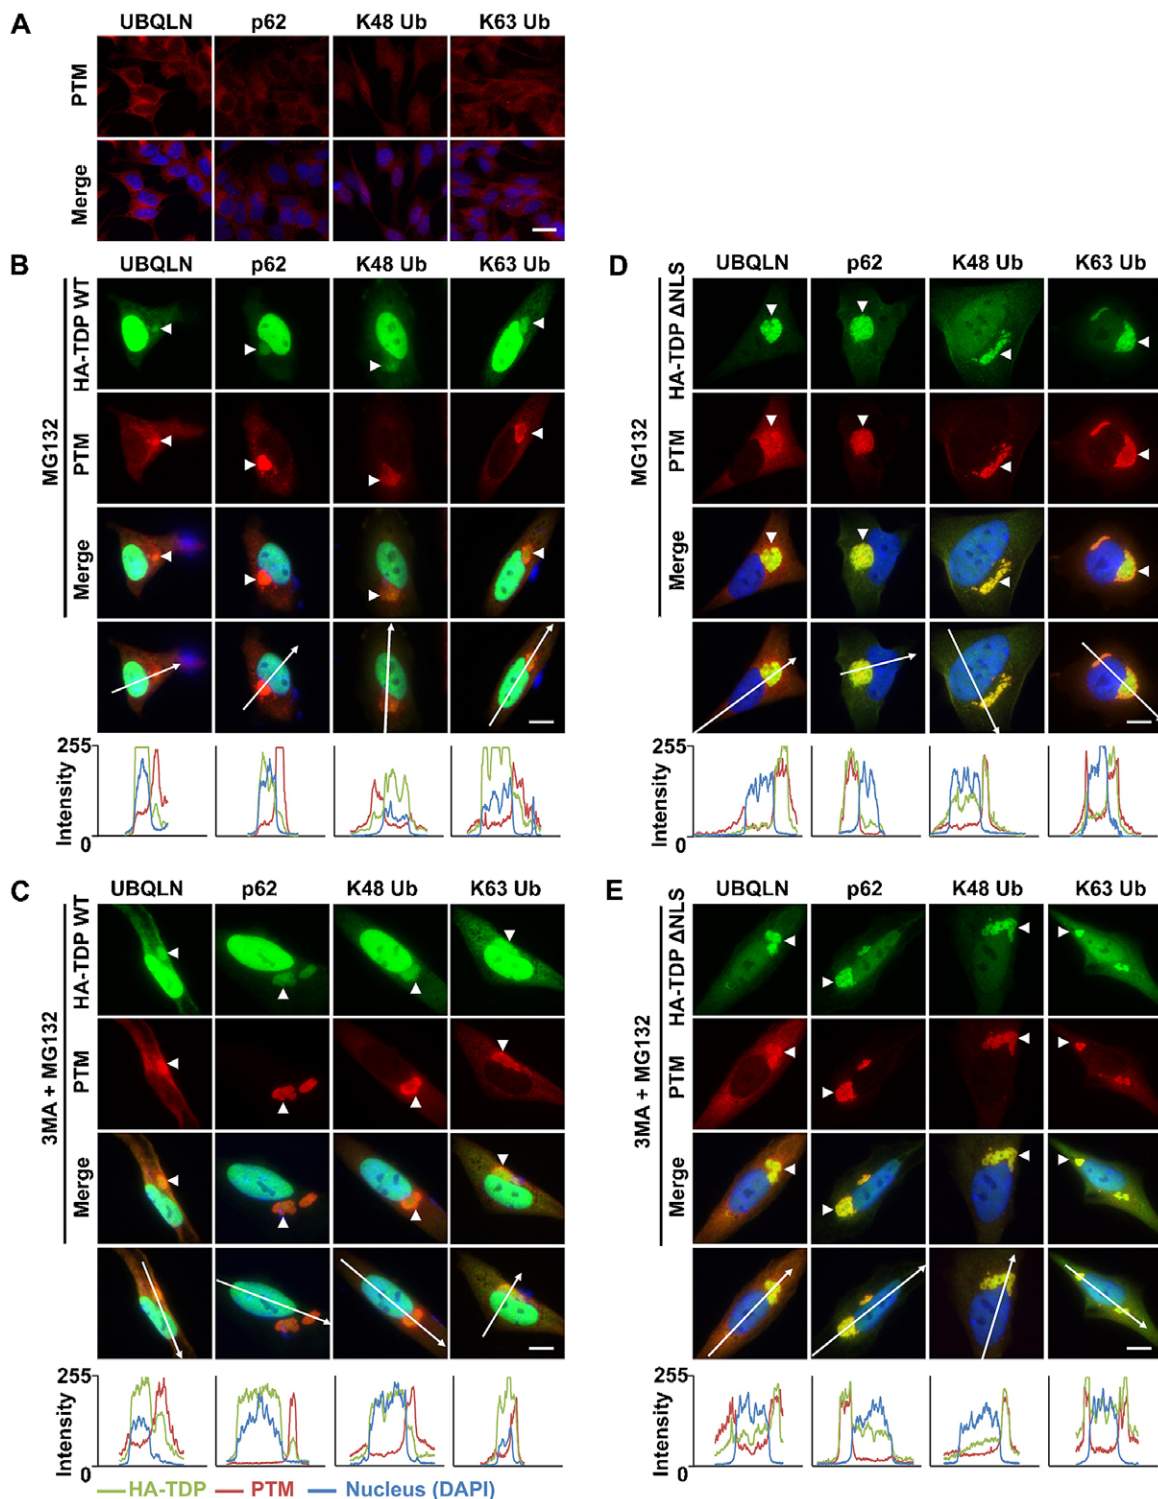 A
UBQLN p62 K48 Ub K63 Ub
PTM
Merge
B
UBQLN p62 K48 Ub K63 Ub
MG132
HA-TDP WT
PTM
Merge
255
Intensity
0
C
UBQLN p62 K48 Ub K63 Ub
3MA + MG132
HA-TDP WT
PTM
Merge
255
Intensity
0
HA-TDP PTM Nucleus (DAPI)
D
UBQLN p62 K48 Ub K63 Ub
MG132
HA-TDP ΔNLS
PTM
Merge
255
Intensity
0
E
UBQLN p62 K48 Ub K63 Ub
3MA + MG132
HA-TDP ΔNLS
PTM
Merge
255
Intensity
0